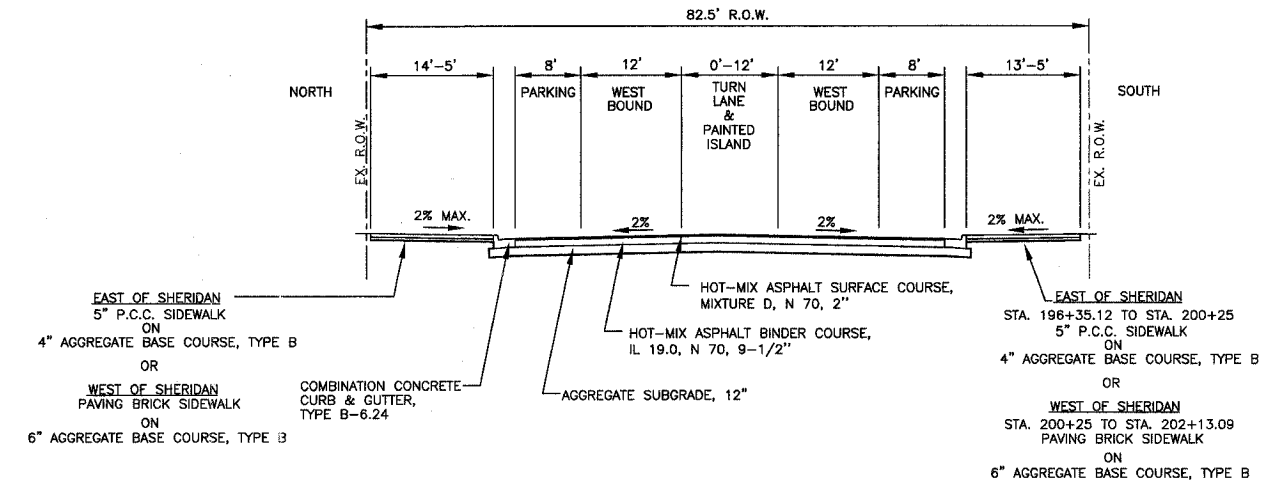 82.5' R.O.W.
14'-5' 8' 12' 0'-12' 12' 8' 13'-5'
NORTH
PARKING
WEST
BOUND
TURN
LANE
&
PAINTED
ISLAND
WEST
BOUND
PARKING
SOUTH
EX. R.O.W.
EX. R.O.W.
2% MAX.
2%
2%
2% MAX.
EAST OF SHERIDAN
5" P.C.C. SIDEWALK
ON
4" AGGREGATE BASE COURSE, TYPE B
OR
WEST OF SHERIDAN
PAVING BRICK SIDEWALK
ON
6" AGGREGATE BASE COURSE, TYPE B
COMBINATION CONCRETE
CURB & GUTTER,
TYPE B-6.24
HOT-MIX ASPHALT SURFACE COURSE,
MIXTURE D, N 70, 2"
HOT-MIX ASPHALT BINDER COURSE,
IL 19.0, N 70, 9-1/2"
AGGREGATE SUBGRADE, 12"
EAST OF SHERIDAN
STA. 196+35.12 TO STA. 200+25
5" P.C.C. SIDEWALK
ON
4" AGGREGATE BASE COURSE, TYPE B
OR
WEST OF SHERIDAN
STA. 200+25 TO STA. 202+13.09
PAVING BRICK SIDEWALK
ON
6" AGGREGATE BASE COURSE, TYPE B